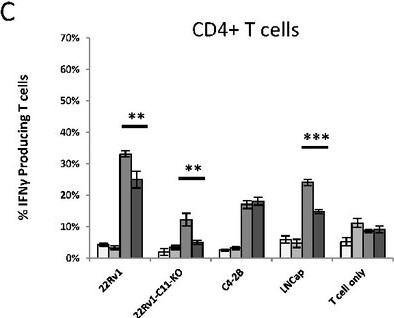 C
CD4+ T cells
% IFNγ Producing T cells
70%
60%
50%
40%
30%
20%
10%
0%
**
**
***
22Rv1
22Rv1-C11-KO
C4-2B
LNCap
T cell only